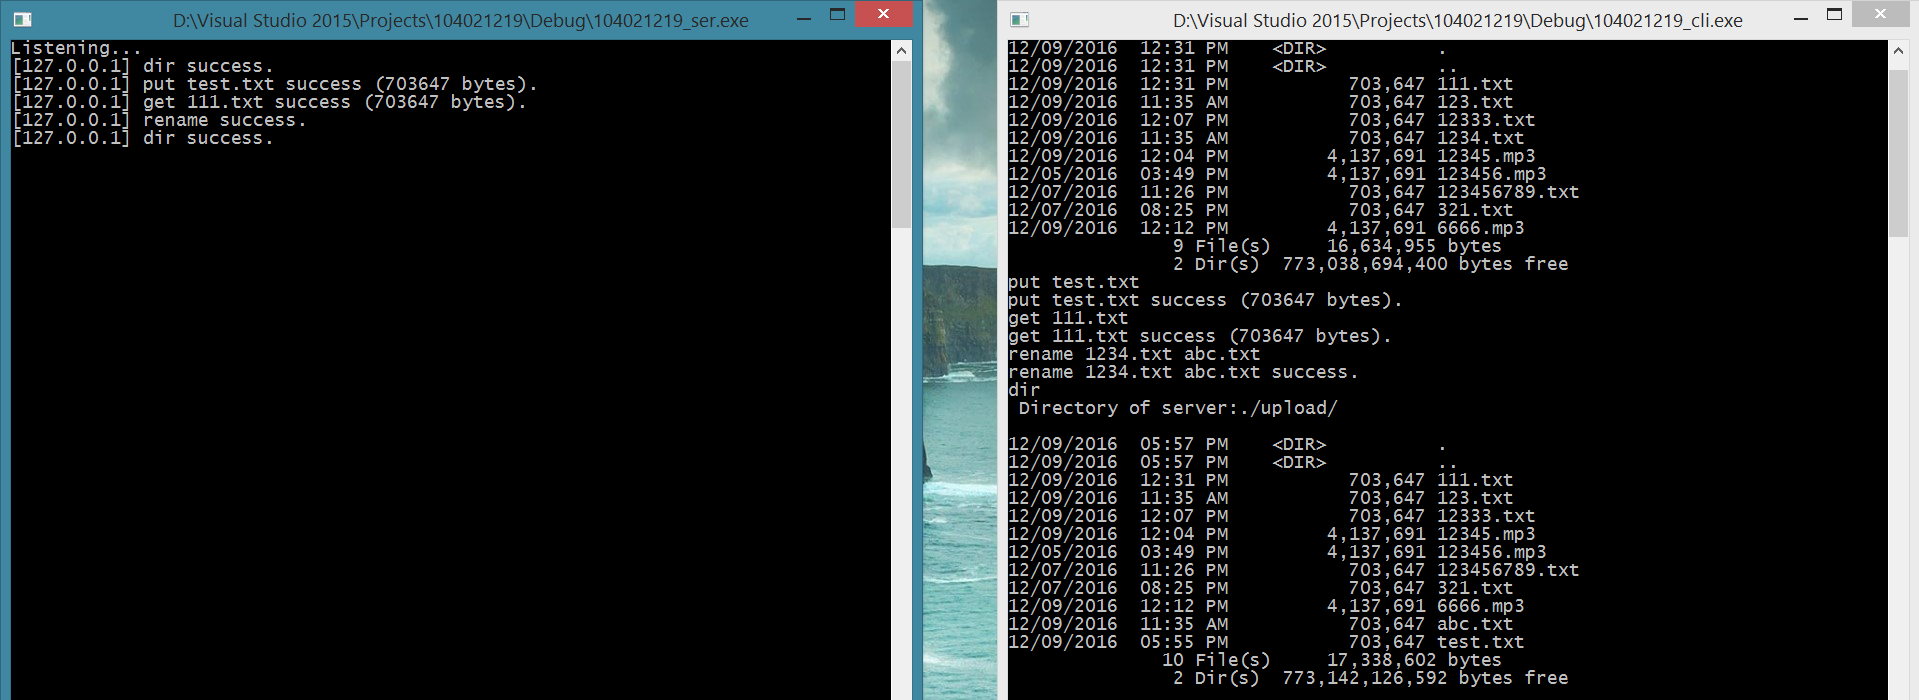 D:\Visual Studio 2015\Projects\104021219\Debug\104021219_ser.exe
Listening...
[127.0.0.1] dir success.
[127.0.0.1] put test.txt success (703647 bytes).
[127.0.0.1] get 111.txt success (703647 bytes).
[127.0.0.1] rename success.
[127.0.0.1] dir success.
D:\Visual Studio 2015\Projects\104021219\Debug\104021219_cli.exe
12/09/2016  12:31 PM    <DIR>          .
12/09/2016  12:31 PM    <DIR>          ..
12/09/2016  12:31 PM           703,647 111.txt
12/09/2016  11:35 AM           703,647 123.txt
12/09/2016  12:07 PM           703,647 12333.txt
12/09/2016  11:35 AM           703,647 1234.txt
12/09/2016  12:04 PM         4,137,691 12345.mp3
12/05/2016  03:49 PM         4,137,691 123456.mp3
12/07/2016  11:26 PM           703,647 123456789.txt
12/07/2016  08:25 PM           703,647 321.txt
12/09/2016  12:12 PM         4,137,691 6666.mp3
               9 File(s)     16,634,955 bytes
               2 Dir(s)  773,038,694,400 bytes free
put test.txt
put test.txt success (703647 bytes).
get 111.txt
get 111.txt success (703647 bytes).
rename 1234.txt abc.txt
rename 1234.txt abc.txt success.
dir
 Directory of server:./upload/
12/09/2016  05:57 PM    <DIR>          .
12/09/2016  05:57 PM    <DIR>          ..
12/09/2016  12:31 PM           703,647 111.txt
12/09/2016  11:35 AM           703,647 123.txt
12/09/2016  12:07 PM           703,647 12333.txt
12/09/2016  12:04 PM         4,137,691 12345.mp3
12/05/2016  03:49 PM         4,137,691 123456.mp3
12/07/2016  11:26 PM           703,647 123456789.txt
12/07/2016  08:25 PM           703,647 321.txt
12/09/2016  12:12 PM         4,137,691 6666.mp3
12/09/2016  11:35 AM           703,647 abc.txt
12/09/2016  05:55 PM           703,647 test.txt
              10 File(s)     17,338,602 bytes
               2 Dir(s)  773,142,126,592 bytes free